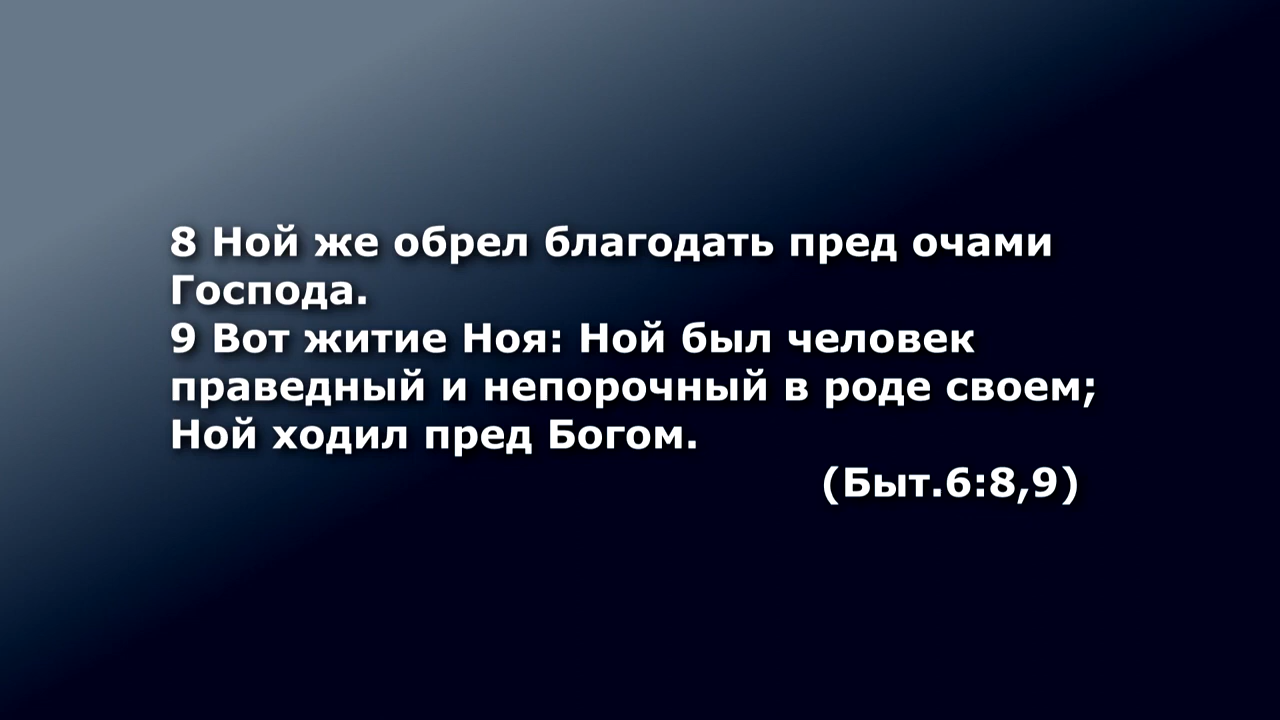 8 Ной же обрел благодать пред очами
Господа.
9 Вот житие Ноя: Ной был человек
праведный и непорочный в роде своем;
Ной ходил пред Богом.
(Быт.6:8,9)